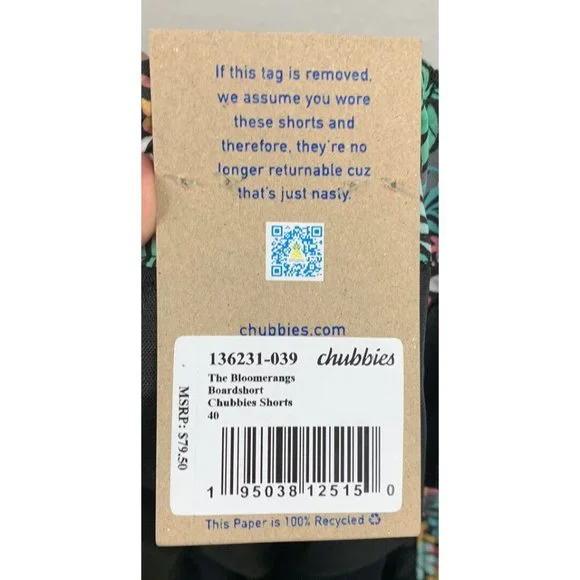 If this tag is removed,
we assume you wore
these shorts and
therefore, they're no
longer returnable cuz
that's just nasty.
chubbies.com
136231-039 chubbies
The Bloomerangs
Boardshort
Chubbies Shorts
40
MSRP: $79.50
1 95038 12515 0
This Paper is 100% Recycled